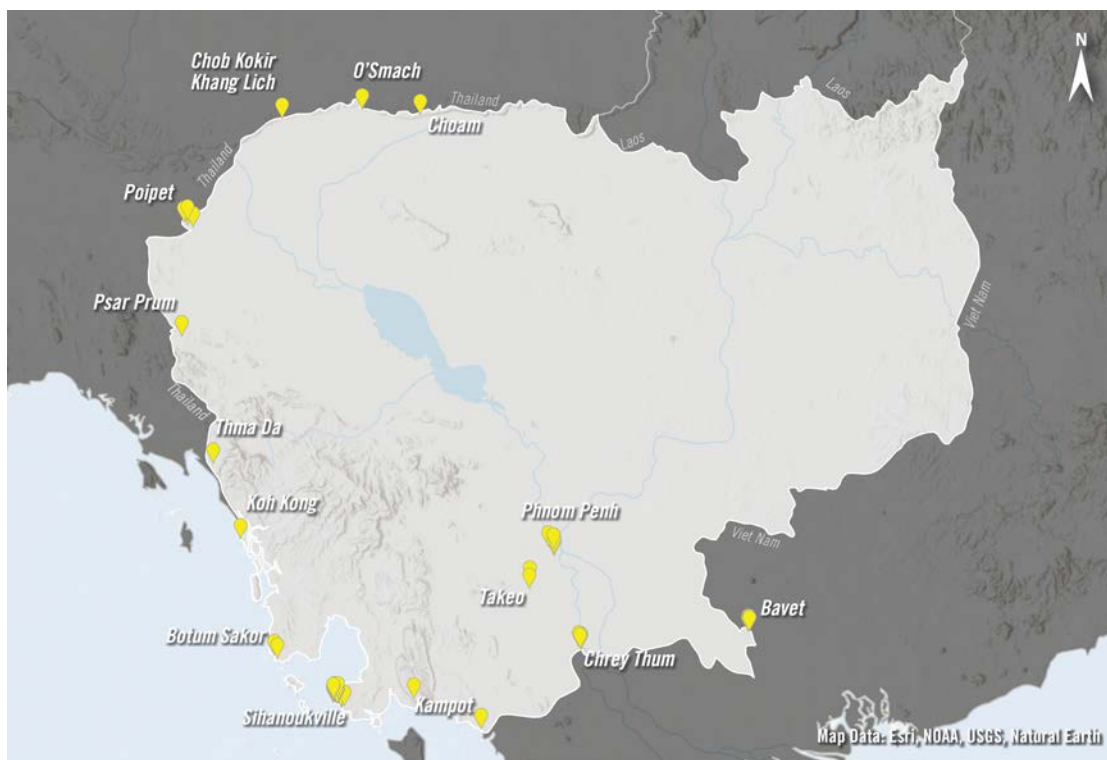 Chob Kokir
Khang Lich
O'Smach
Thailand
Choam
N
Laos
Laos
Thailand
Poipet
Psar Prum
Viet Nam
Thailand
Thma Da
Koh Kong
Phnom Penh
Viet Nam
Takeo
Bavet
Botum Sakor
Chrey Thum
Sihanoukville
Kampot
Map Data: Esri, NOAA, USGS, Natural Earth